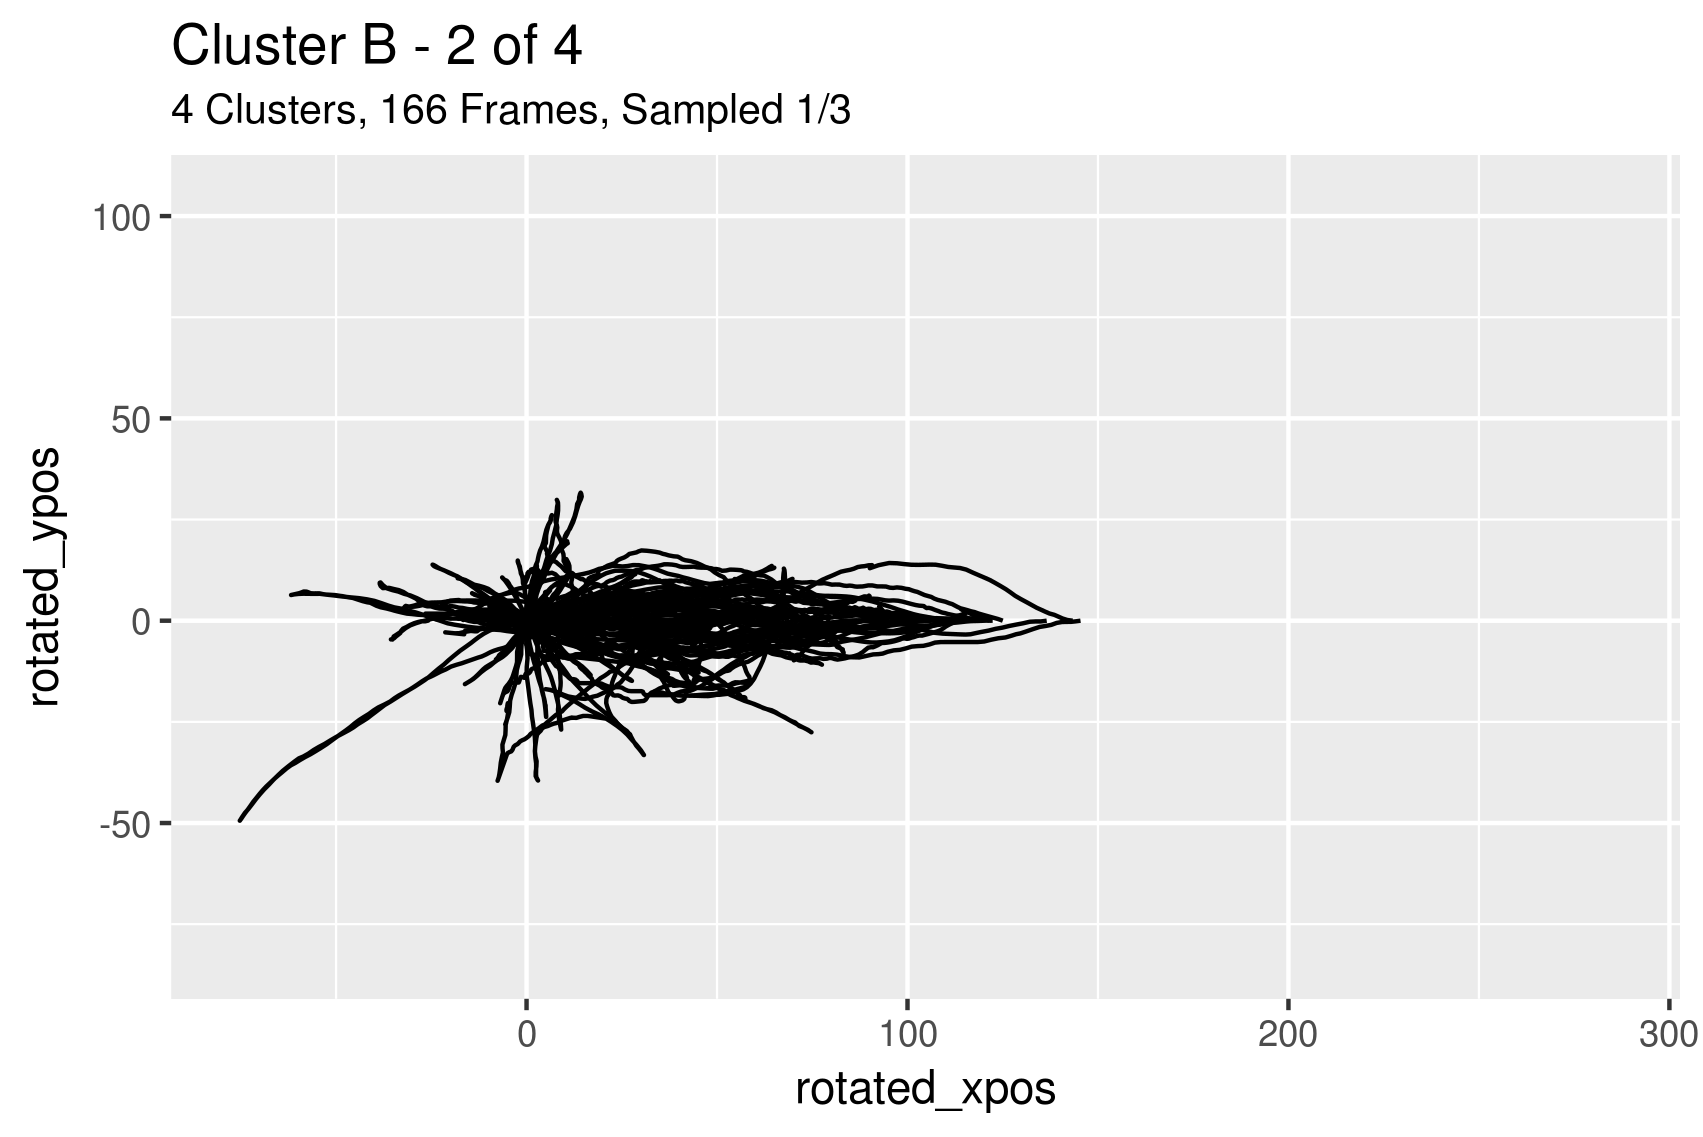 Cluster B - 2 of 4
4 Clusters, 166 Frames, Sampled 1/3
100
50
0
-50
rotated_ypos
0
100
200
300
rotated_xpos